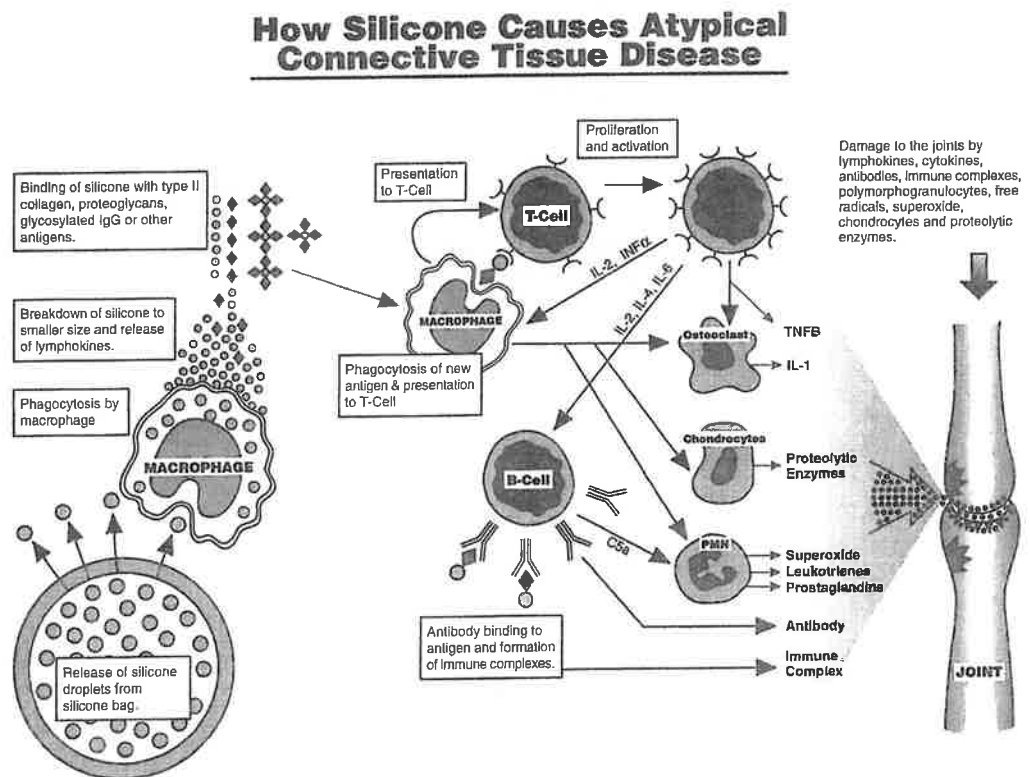 How Silicone Causes Atypical
Connective Tissue Disease
Binding of silicone with type II
collagen, proteoglycans,
glycosylated IgG or other
antigens.
Breakdown of silicone to
smaller size and release
of lymphokines.
Phagocytosis by
macrophage
MACROPHAGE
Release of silicone
droplets from
silicone bag.
Presentation
to T-Cell
T-Cell
Proliferation
and activation
MACROPHAGE
Phagocytosis of new
antigen & presentation
to T-Cell
IL-2, INFα
IL-2, IL-4, IL-6
B-Cell
C5a
Antibody binding to
antigen and formation
of immune complexes.
Osteoclast
TNFB
IL-1
Chondrocytes
Proteolytic
Enzymes
PMN
Superoxide
Leukotrienes
Prostaglandins
Antibody
Immune
Complex
Damage to the joints by
lymphokines, cytokines,
antibodies, immune complexes,
polymorphogranulocytes, free
radicals, superoxide,
chondrocytes and proteolytic
enzymes.
JOINT